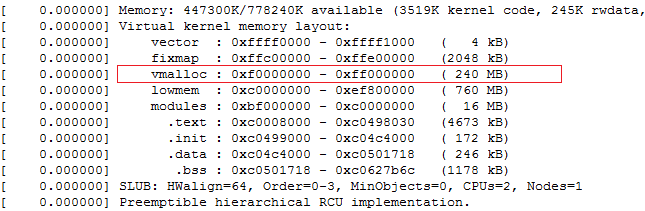 [    0.000000] Memory: 447300K/778240K available (3519K kernel code, 245K rwdata,
[    0.000000] Virtual kernel memory layout:
[    0.000000]     vector  : 0xffff0000 - 0xffff1000   (   4 kB)
[    0.000000]     fixmap  : 0xffc00000 - 0xffe00000   (2048 kB)
[    0.000000]     vmalloc : 0xf0000000 - 0xff000000   ( 240 MB)
[    0.000000]     lowmem  : 0xc0000000 - 0xef800000   ( 760 MB)
[    0.000000]     modules : 0xbf000000 - 0xc0000000   (  16 MB)
[    0.000000]       .text : 0xc0008000 - 0xc0498030   (4673 kB)
[    0.000000]       .init : 0xc0499000 - 0xc04c4000   ( 172 kB)
[    0.000000]       .data : 0xc04c4000 - 0xc0501718   ( 246 kB)
[    0.000000]        .bss : 0xc0501718 - 0xc0627b6c   (1178 kB)
[    0.000000] SLUB: HWalign=64, Order=0-3, MinObjects=0, CPUs=2, Nodes=1
[    0.000000] Preemptible hierarchical RCU implementation.